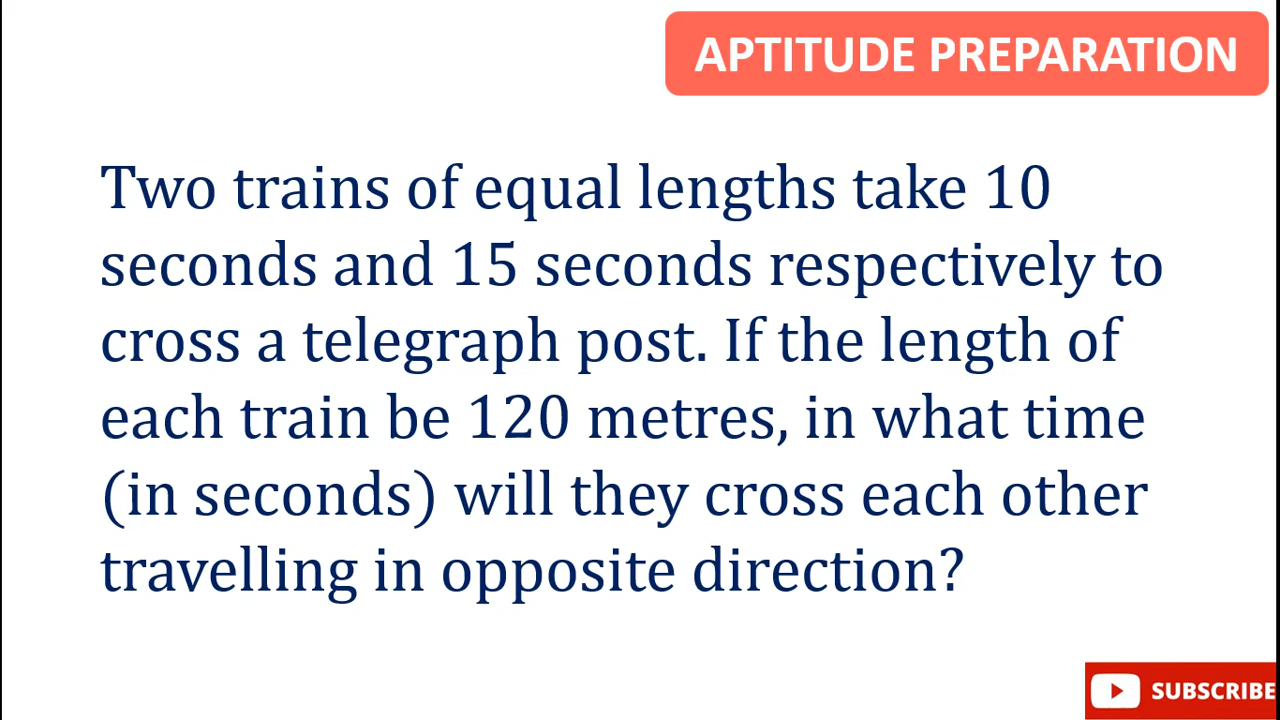 APTITUDE PREPARATION
Two trains of equal lengths take 10
seconds and 15 seconds respectively to
cross a telegraph post. If the length of
each train be 120 metres, in what time
(in seconds) will they cross each other
travelling in opposite direction?
SUBSCRIBE